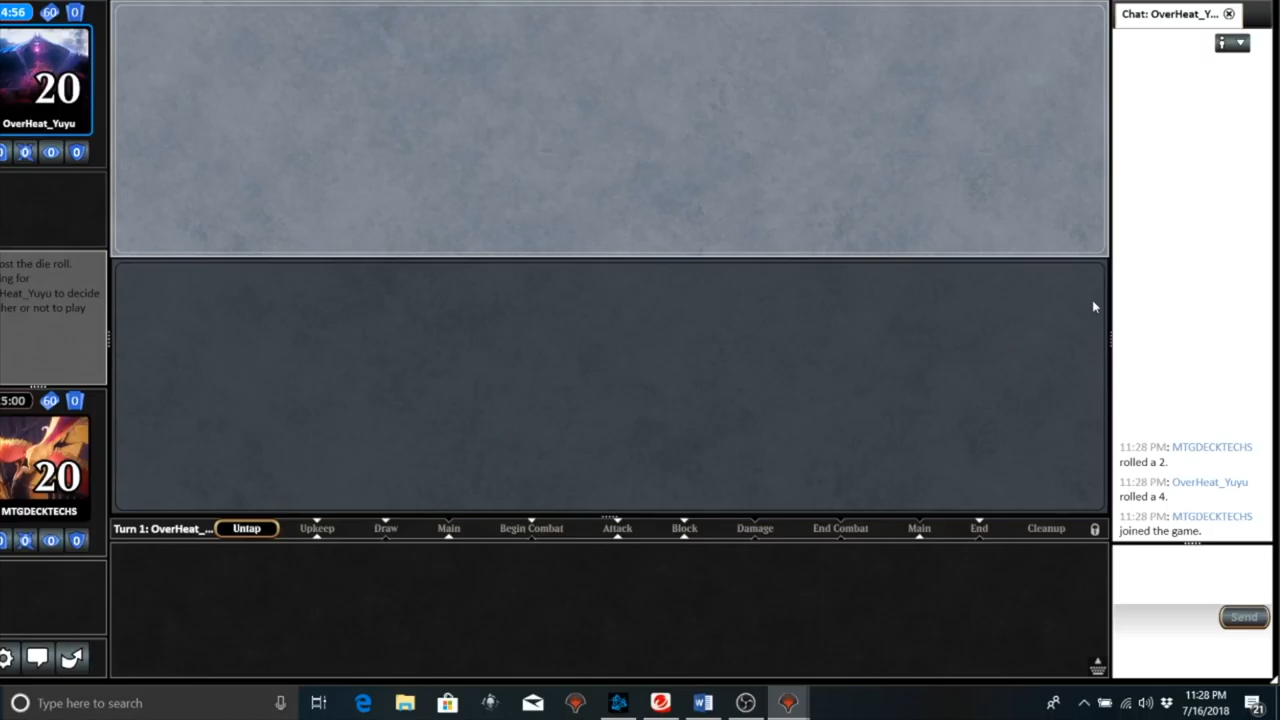 4:56 60 0
20
OverHeat_Yuyu
0 0 0
ost the die roll.
ing for
Heat_Yuyu to decide
her or not to play
5:00 60 0
20
MTGDECKTECHS
0 0 0
Turn 1: OverHeat_... Untap Upkeep Draw Main Begin Combat Attack Block Damage End Combat Main End Cleanup
Chat: OverHeat_Y...
11:28 PM: MTGDECKTECHS
rolled a 2.
11:28 PM: OverHeat_Yuyu
rolled a 4.
11:28 PM: MTGDECKTECHS
joined the game.
Send
Type here to search
11:28 PM
7/16/2018
21